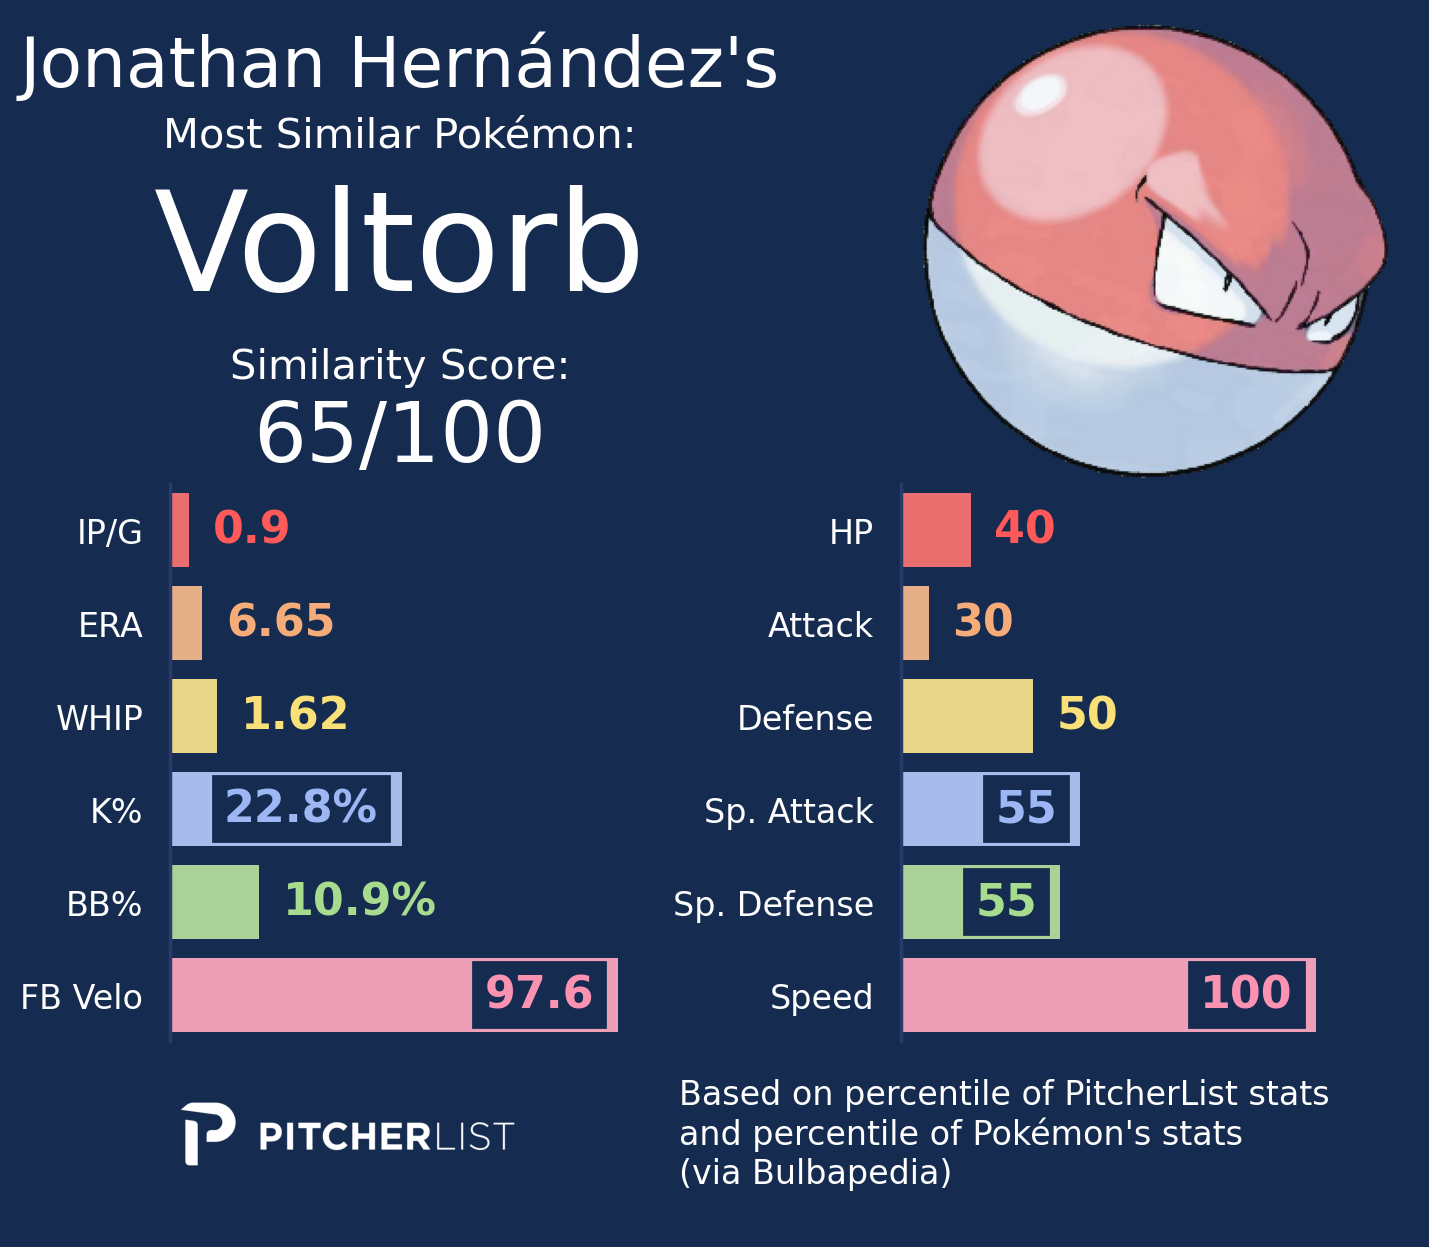 Jonathan Hernández's
Most Similar Pokémon:
Voltorb
Similarity Score:
65/100
IP/G 0.9
ERA 6.65
WHIP 1.62
K% 22.8%
BB% 10.9%
FB Velo 97.6
HP 40
Attack 30
Defense 50
Sp. Attack 55
Sp. Defense 55
Speed 100
PITCHERLIST
Based on percentile of PitcherList stats
and percentile of Pokémon's stats
(via Bulbapedia)